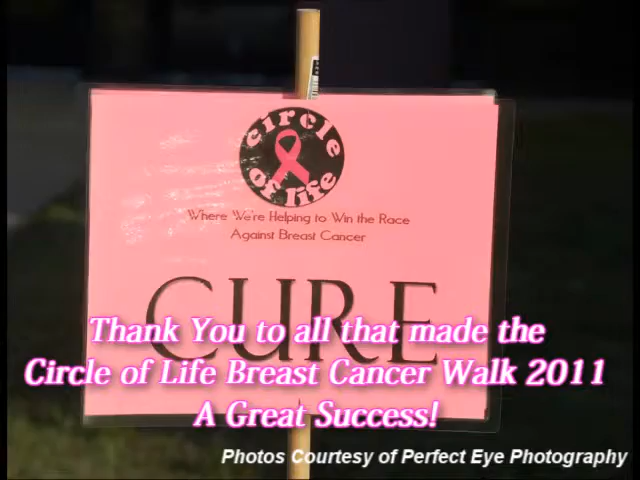 circle
of life
Where We're Helping to Win the Race
Against Breast Cancer
CURE
Thank You to all that made the
Circle of Life Breast Cancer Walk 2011
A Great Success!
Photos Courtesy of Perfect Eye Photography